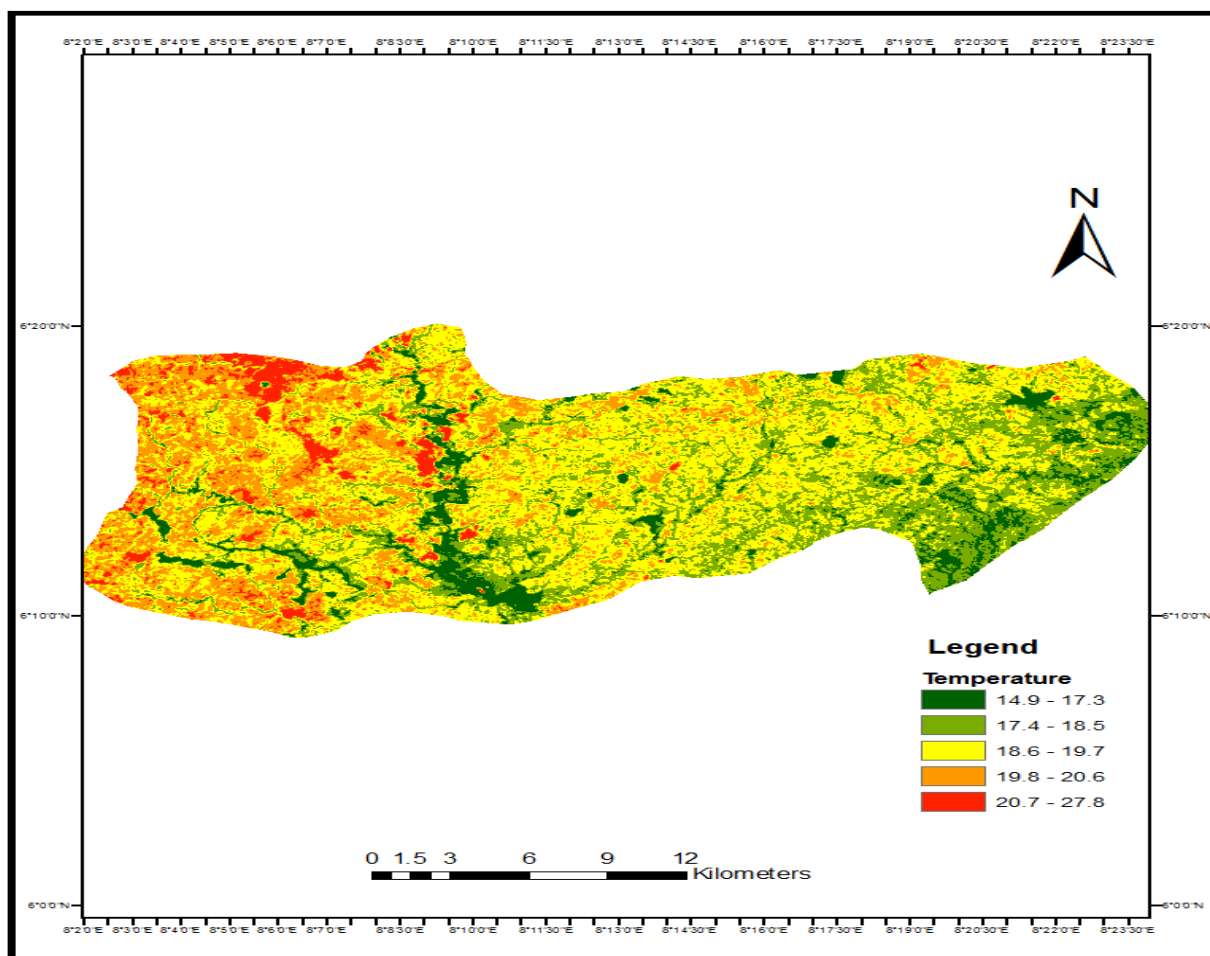 8°2'0"E 8°3'0"E 8°4'0"E 8°5'0"E 8°6'0"E 8°7'0"E 8°8'30"E 8°10'0"E 8°11'30"E 8°13'0"E 8°14'30"E 8°16'0"E 8°17'30"E 8°19'0"E 8°20'30"E 8°22'0"E 8°23'30"E
N
6°20'0"N 6°20'0"N
6°10'0"N 6°10'0"N
Legend
Temperature
14.9 - 17.3
17.4 - 18.5
18.6 - 19.7
19.8 - 20.6
20.7 - 27.8
0 1.5 3 6 9 12
Kilometers
6°0'0"N 6°0'0"N
8°2'0"E 8°3'0"E 8°4'0"E 8°5'0"E 8°6'0"E 8°7'0"E 8°8'30"E 8°10'0"E 8°11'30"E 8°13'0"E 8°14'30"E 8°16'0"E 8°17'30"E 8°19'0"E 8°20'30"E 8°22'0"E 8°23'30"E